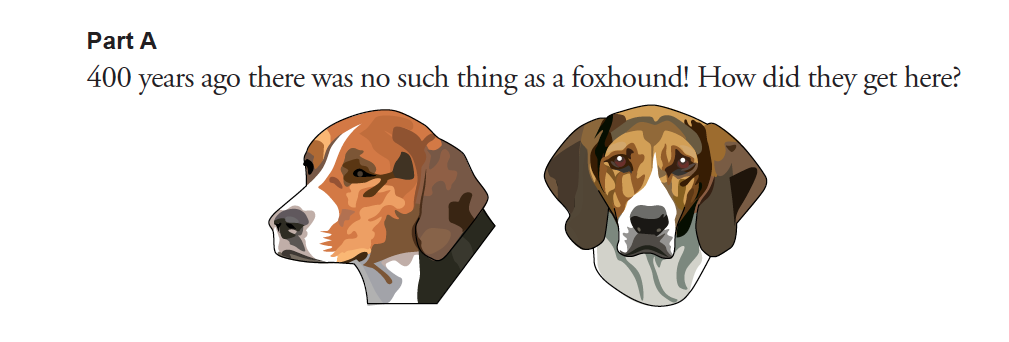 Part A
400 years ago there was no such thing as a foxhound! How did they get here?